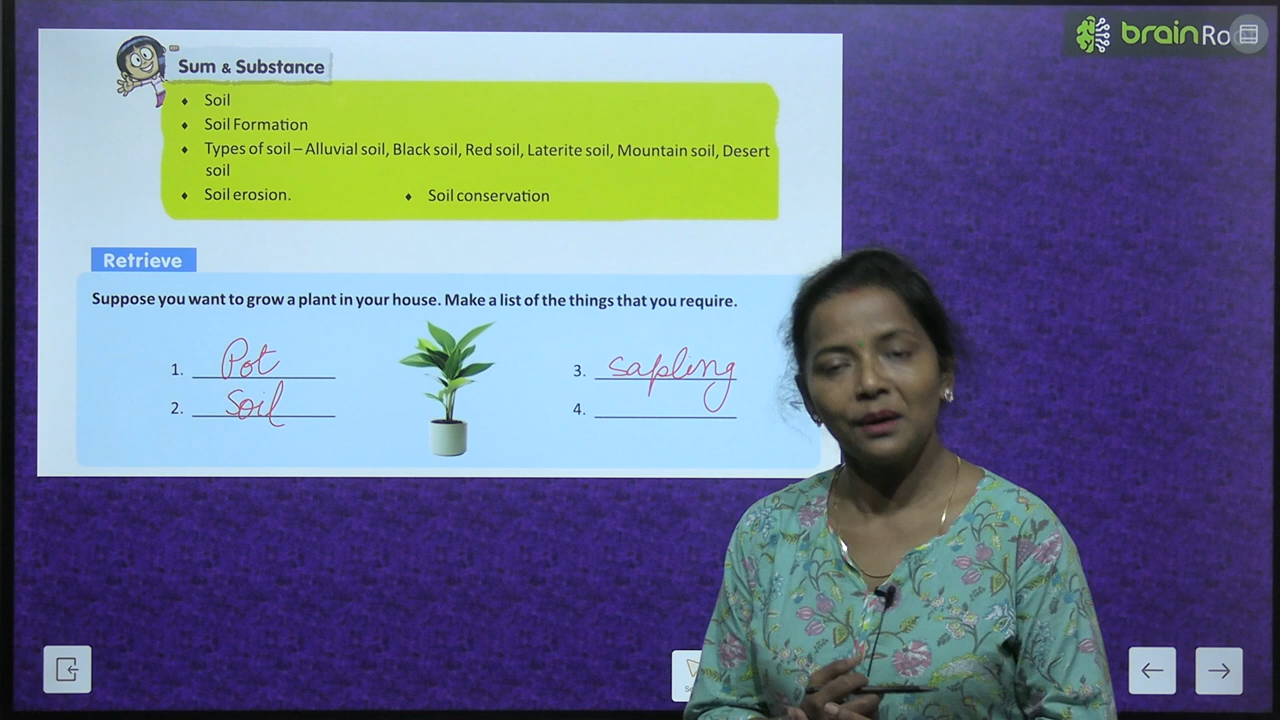 brainRo
Sum & Substance
♦ Soil
♦ Soil Formation
♦ Types of soil – Alluvial soil, Black soil, Red soil, Laterite soil, Mountain soil, Desert
soil
♦ Soil erosion. ♦ Soil conservation
Retrieve
Suppose you want to grow a plant in your house. Make a list of the things that you require.
1. Pot
2. Soil
3. sapling
4.